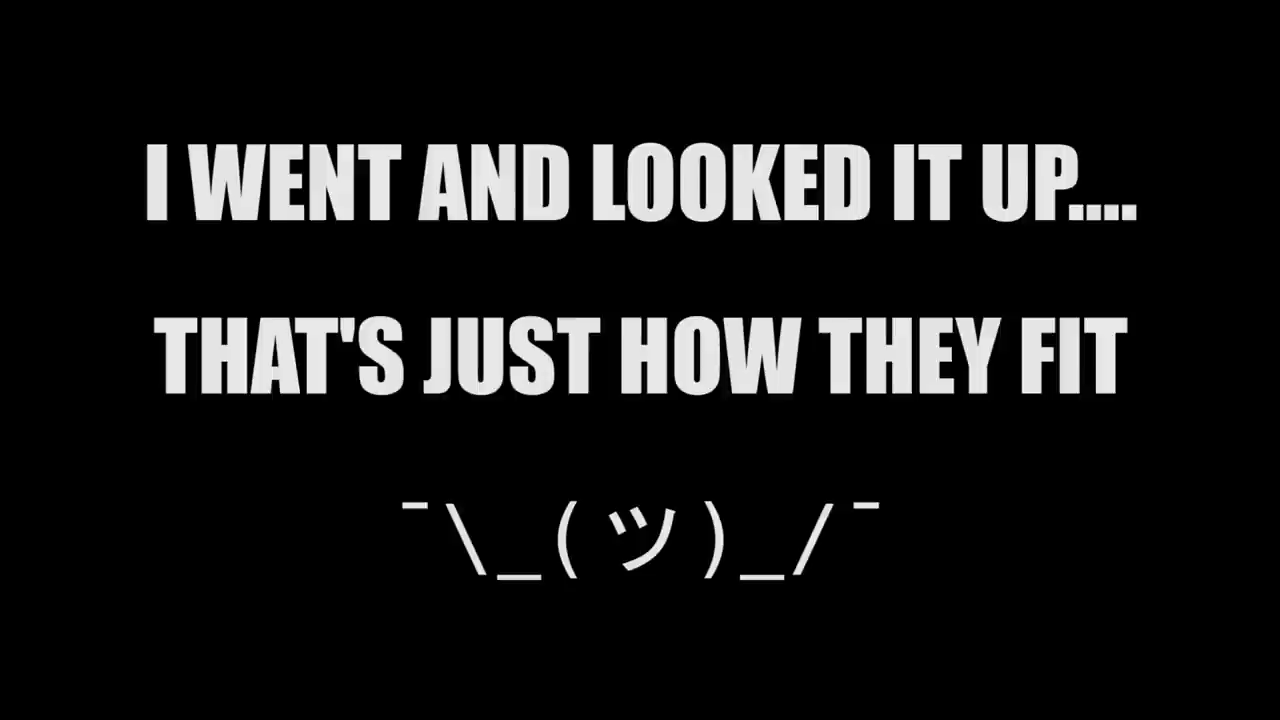 I WENT AND LOOKED IT UP....
THAT'S JUST HOW THEY FIT
¯\_(ツ)_/¯